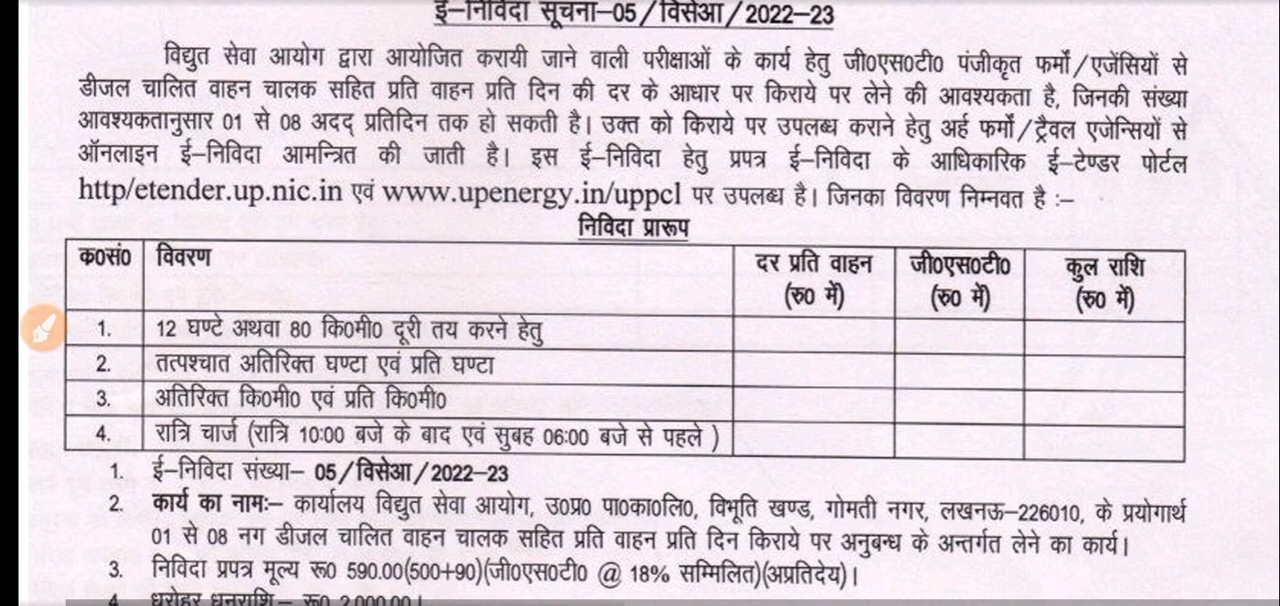 ई–निविदा सूचना–05/विसेआ/2022–23
विद्युत सेवा आयोग द्वारा आयोजित करायी जाने वाली परीक्षाओं के कार्य हेतु जी0एस0टी0 पंजीकृत फर्मो/एजेंसियों से
डीजल चालित वाहन चालक सहित प्रति वाहन प्रति दिन की दर के आधार पर किराये पर लेने की आवश्यकता है, जिनकी संख्या
आवश्यकतानुसार 01 से 08 अदद् प्रतिदिन तक हो सकती है। उक्त को किराये पर उपलब्ध कराने हेतु अर्ह फर्मो/ट्रैवल एजेन्सियों से
ऑनलाइन ई–निविदा आमन्त्रित की जाती है। इस ई–निविदा हेतु प्रपत्र ई–निविदा के आधिकारिक ई–टेण्डर पोर्टल
http/etender.up.nic.in एवं www.upenergy.in/uppcl पर उपलब्ध है। जिनका विवरण निम्नवत है :–
निविदा प्रारूप
क0सं0 विवरण दर प्रति वाहन (रु0 में) जी0एस0टी0 (रु0 में) कुल राशि (रु0 में)
1. 12 घण्टे अथवा 80 कि0मी0 दूरी तय करने हेतु
2. तत्पश्चात अतिरिक्त घण्टा एवं प्रति घण्टा
3. अतिरिक्त कि0मी0 एवं प्रति कि0मी0
4. रात्रि चार्ज (रात्रि 10:00 बजे के बाद एवं सुबह 06:00 बजे से पहले )
1. ई–निविदा संख्या– 05/विसेआ/2022–23
2. कार्य का नामः– कार्यालय विद्युत सेवा आयोग, उ0प्र0 पा0का0लि0, विभूति खण्ड, गोमती नगर, लखनऊ–226010, के प्रयोगार्थ
01 से 08 नग डीजल चालित वाहन चालक सहित प्रति वाहन प्रति दिन किराये पर अनुबन्ध के अन्तर्गत लेने का कार्य।
3. निविदा प्रपत्र मूल्य रू0 590.00(500+90)(जी0एस0टी0 @ 18% सम्मिलित)(अप्रतिदेय)।
4. धरोहर धनराशि– रू0 2,000.00।